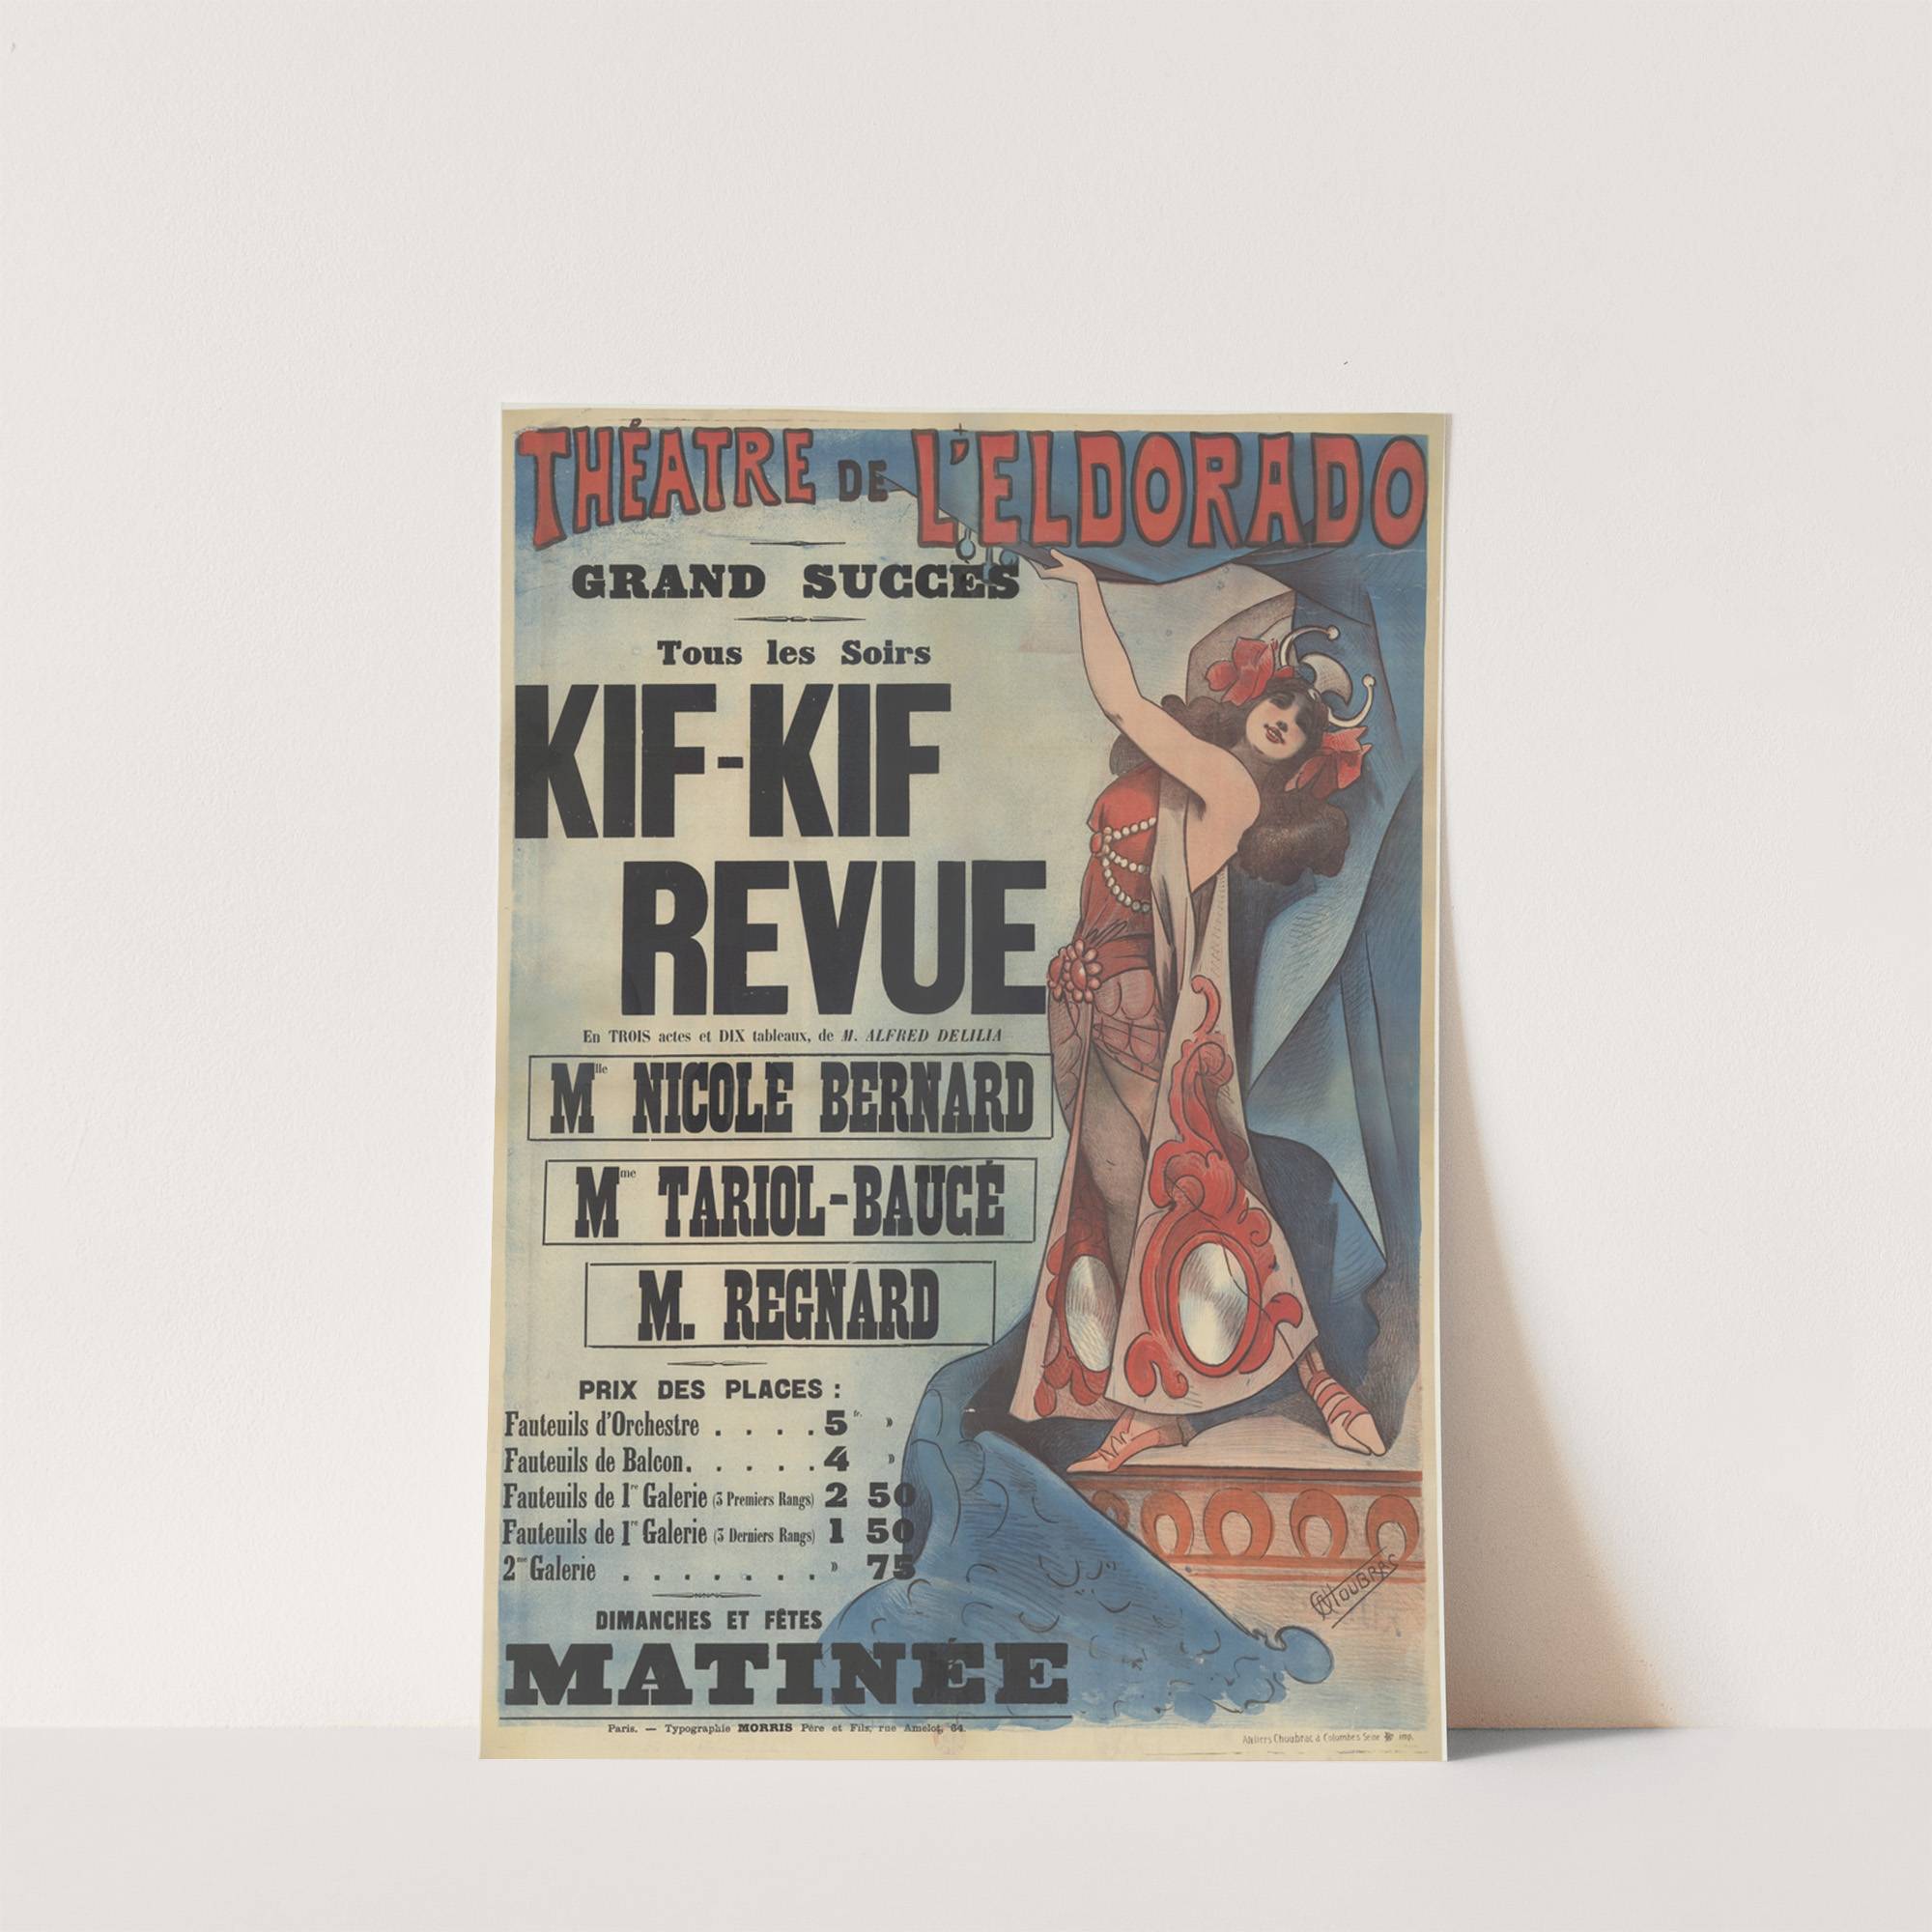 THÉATRE DE L'ELDORADO
GRAND SUCCÈS
Tous les Soirs
KIF-KIF
REVUE
En TROIS actes et DIX tableaux, de M. ALFRED DELILIA
Mlle NICOLE BERNARD
Mme TARIOL-BAUGÉ
M. REGNARD
PRIX DES PLACES :
Fauteuils d'Orchestre . . . . 5 fr. »
Fauteuils de Balcon. . . . . 4 »
Fauteuils de 1re Galerie (3 Premiers Rangs) 2 50
Fauteuils de 1re Galerie (3 Derniers Rangs) 1 50
2me Galerie . . . . . . . . » 75
DIMANCHES ET FÊTES
MATINÉE
CHOUBRAC
Paris. — Typographie MORRIS Père et Fils, rue Amelot, 64.
Ateliers Choubrac à Colombes Seine imp.